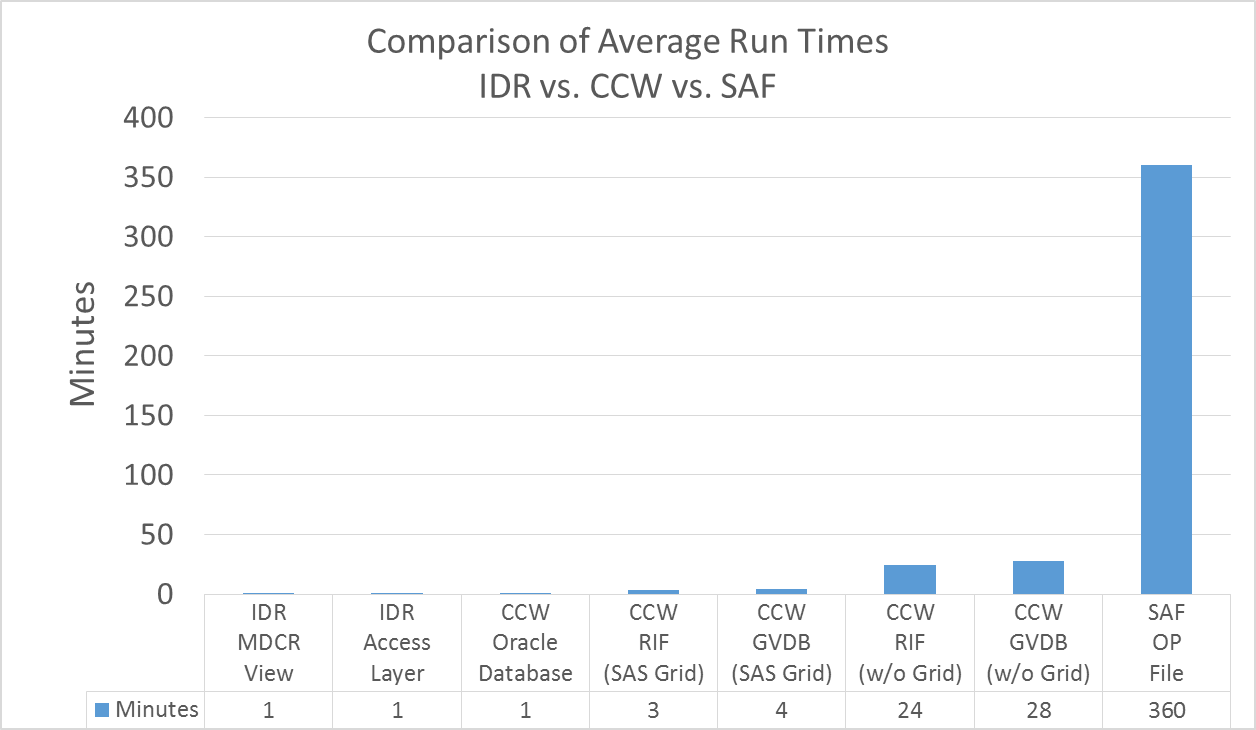 Comparison of Average Run Times
IDR vs. CCW vs. SAF
Minutes
400
350
300
250
200
150
100
50
0
IDR MDCR View
IDR Access Layer
CCW Oracle Database
CCW RIF (SAS Grid)
CCW GVDB (SAS Grid)
CCW RIF (w/o Grid)
CCW GVDB (w/o Grid)
SAF OP File
Minutes 1 1 1 3 4 24 28 360